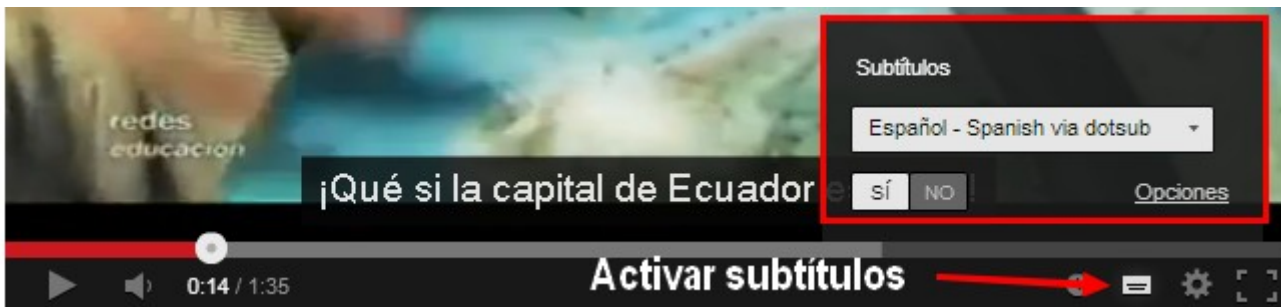 Subtítulos
Español - Spanish via dotsub
redes
educación
¡Qué si la capital de Ecuador e
SÍ NO Opciones
0:14 / 1:35
Activar subtítulos